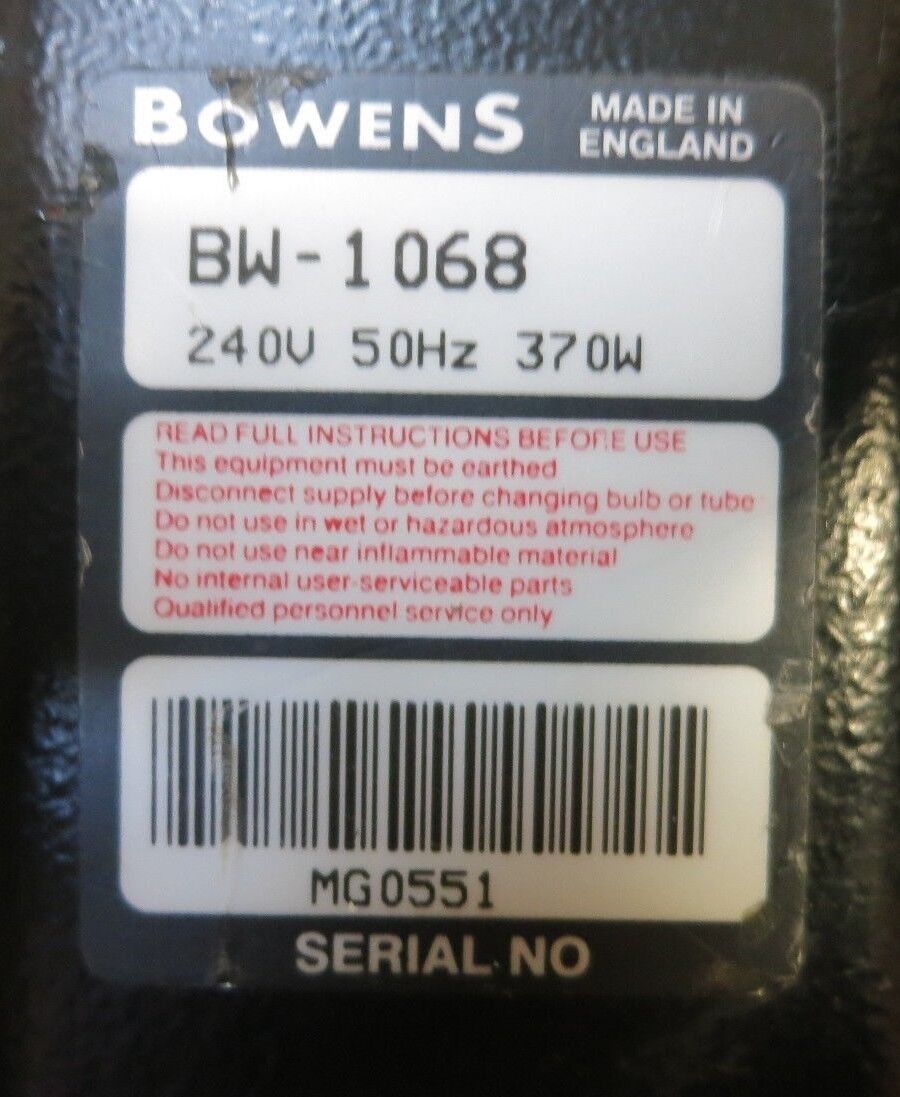 BOWENS
MADE IN
ENGLAND
BW-1068
240V 50Hz 370W
READ FULL INSTRUCTIONS BEFORE USE
This equipment must be earthed
Disconnect supply before changing bulb or tube
Do not use in wet or hazardous atmosphere
Do not use near inflammable material
No internal user-serviceable parts
Qualified personnel service only
MG0551
SERIAL NO